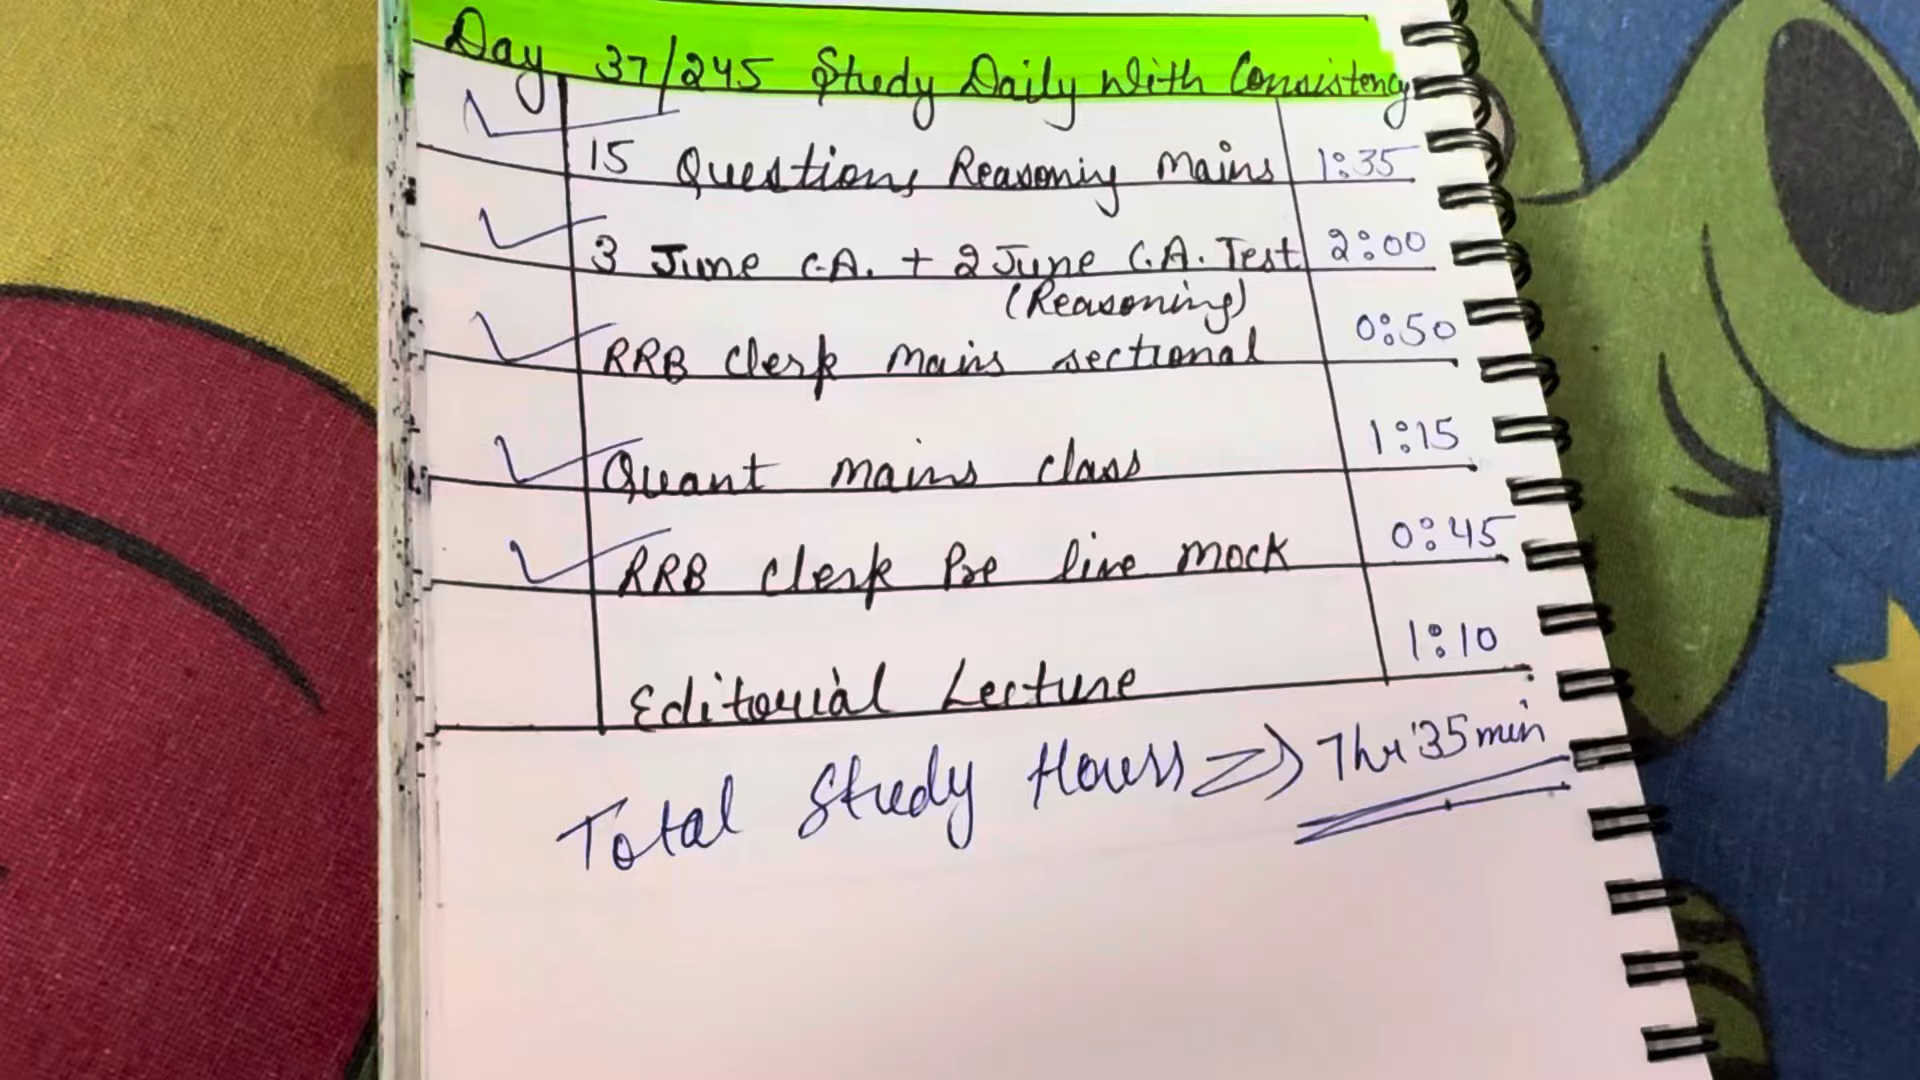 Day 37/245 Study Daily With Consistency
15 Questions Reasoning Mains 1:35
3 June C.A. + 2 June C.A. Test 2:00
(Reasoning)
RRB Clerk Mains sectional 0:50
Quant mains class 1:15
RRB Clerk Pre live mock 0:45
Editorial Lecture 1:10
Total Study Hours => 7hr 35min